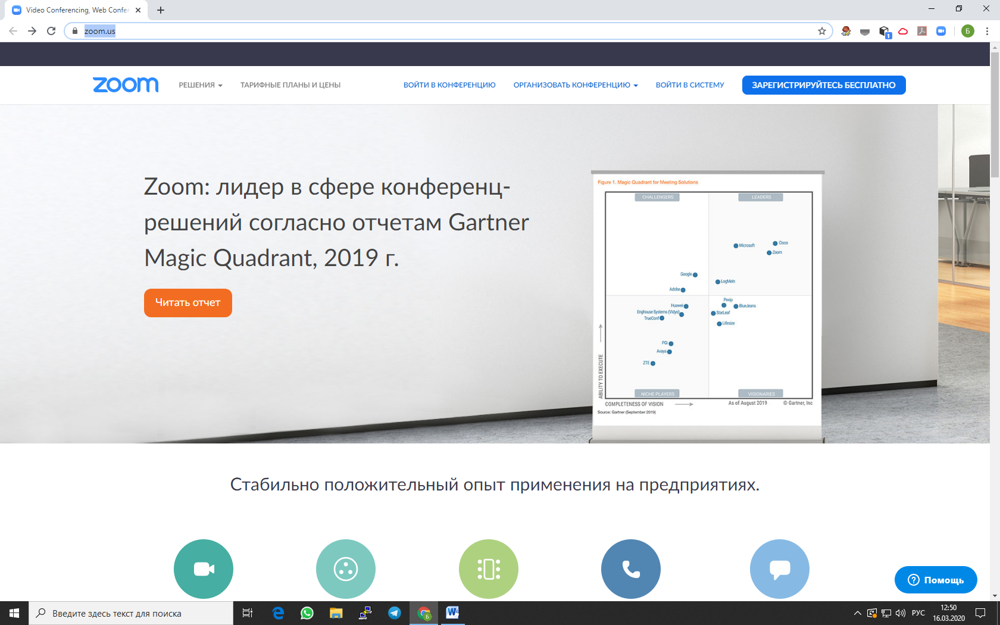 Video Conferencing, Web Confer
zoom.us
Б
1
zoom
РЕШЕНИЯ
ТАРИФНЫЕ ПЛАНЫ И ЦЕНЫ
ВОЙТИ В КОНФЕРЕНЦИЮ
ОРГАНИЗОВАТЬ КОНФЕРЕНЦИЮ
ВОЙТИ В СИСТЕМУ
ЗАРЕГИСТРИРУЙТЕСЬ БЕСПЛАТНО
Zoom: лидер в сфере конференц-
решений согласно отчетам Gartner
Magic Quadrant, 2019 г.
Читать отчет
Figure 1. Magic Quadrant for Meeting Solutions
CHALLENGERS
LEADERS
Microsoft
Cisco
Zoom
Google
LogMeIn
Adobe
Pexip
Huawei
BlueJeans
Enghouse Systems (Vidyo)
StarLeaf
TrueConf
Lifesize
PGi
Avaya
ZTE
ABILITY TO EXECUTE
NICHE PLAYERS
VISIONARIES
COMPLETENESS OF VISION
As of August 2019
© Gartner, Inc
Source: Gartner (September 2019)
Стабильно положительный опыт применения на предприятиях.
Помощь
Введите здесь текст для поиска
Б
W
РУС
12:50
16.03.2020